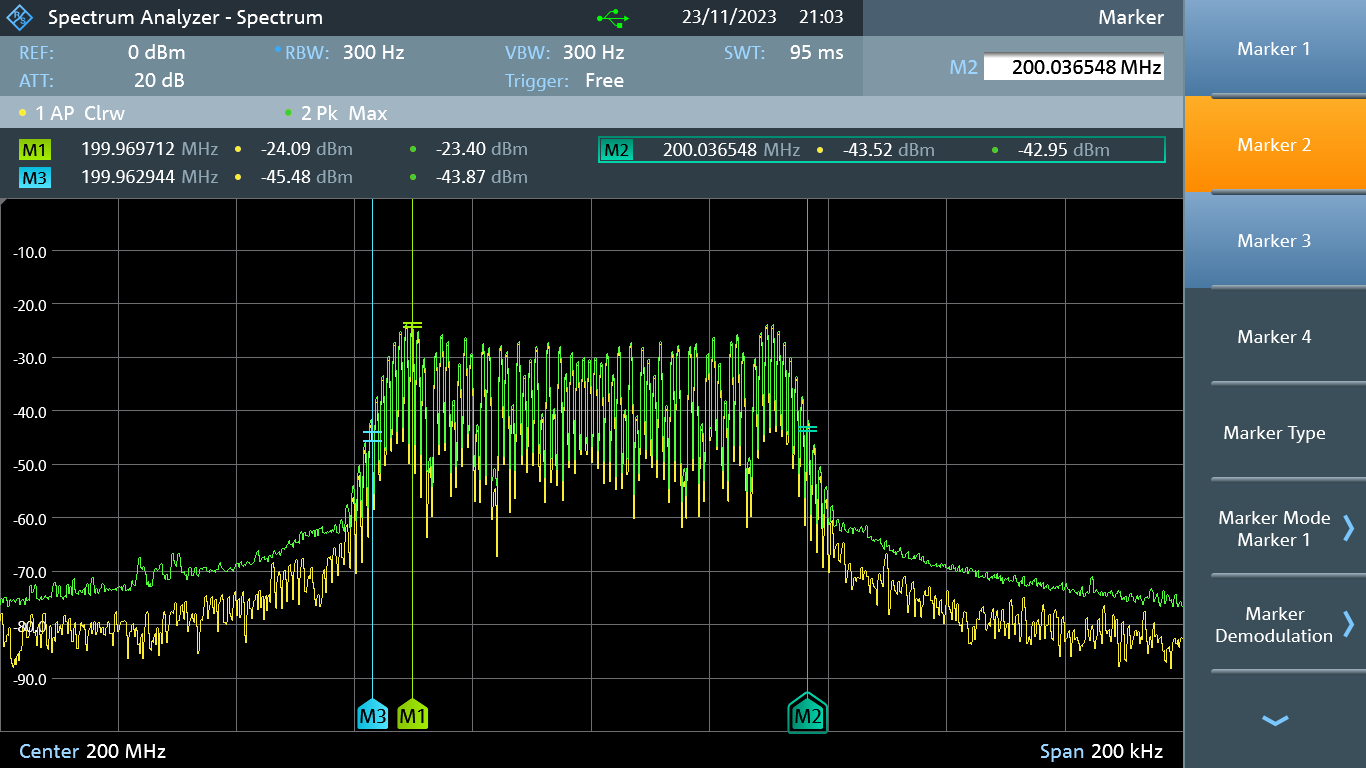 Spectrum Analyzer - Spectrum 23/11/2023 21:03 Marker
REF: 0 dBm RBW: 300 Hz VBW: 300 Hz SWT: 95 ms
ATT: 20 dB Trigger: Free
M2 200.036548 MHz
1 AP Clrw 2 Pk Max
M1 199.969712 MHz -24.09 dBm -23.40 dBm
M2 200.036548 MHz -43.52 dBm -42.95 dBm
M3 199.962944 MHz -45.48 dBm -43.87 dBm
-10.0
-20.0
-30.0
-40.0
-50.0
-60.0
-70.0
-80.0
-90.0
M3 M1 M2
Center 200 MHz Span 200 kHz
Marker 1
Marker 2
Marker 3
Marker 4
Marker Type
Marker Mode
Marker 1
Marker
Demodulation